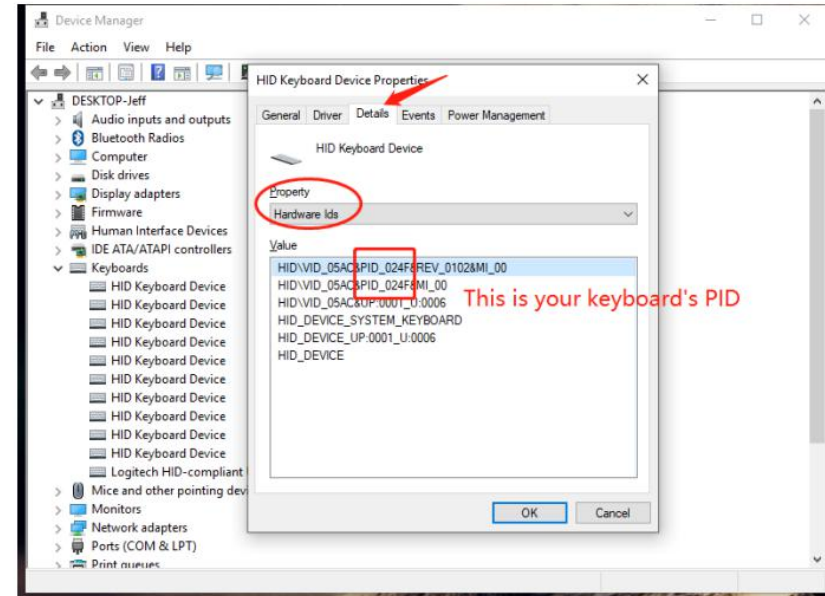 Device Manager
File Action View Help
DESKTOP-Jeff
Audio inputs and outputs
Bluetooth Radios
Computer
Disk drives
Display adapters
Firmware
Human Interface Devices
IDE ATA/ATAPI controllers
Keyboards
HID Keyboard Device
HID Keyboard Device
HID Keyboard Device
HID Keyboard Device
HID Keyboard Device
HID Keyboard Device
HID Keyboard Device
HID Keyboard Device
HID Keyboard Device
HID Keyboard Device
Logitech HID-compliant
Mice and other pointing dev
Monitors
Network adapters
Ports (COM & LPT)
Print queues
HID Keyboard Device Properties
General Driver Details Events Power Management
HID Keyboard Device
Property
Hardware Ids
Value
HID\VID_05AC&PID_024F&REV_0102&MI_00
HID\VID_05AC&PID_024F&MI_00
HID\VID_05AC&UP:0001_U:0006
HID_DEVICE_SYSTEM_KEYBOARD
HID_DEVICE_UP:0001_U:0006
HID_DEVICE
This is your keyboard's PID
OK Cancel